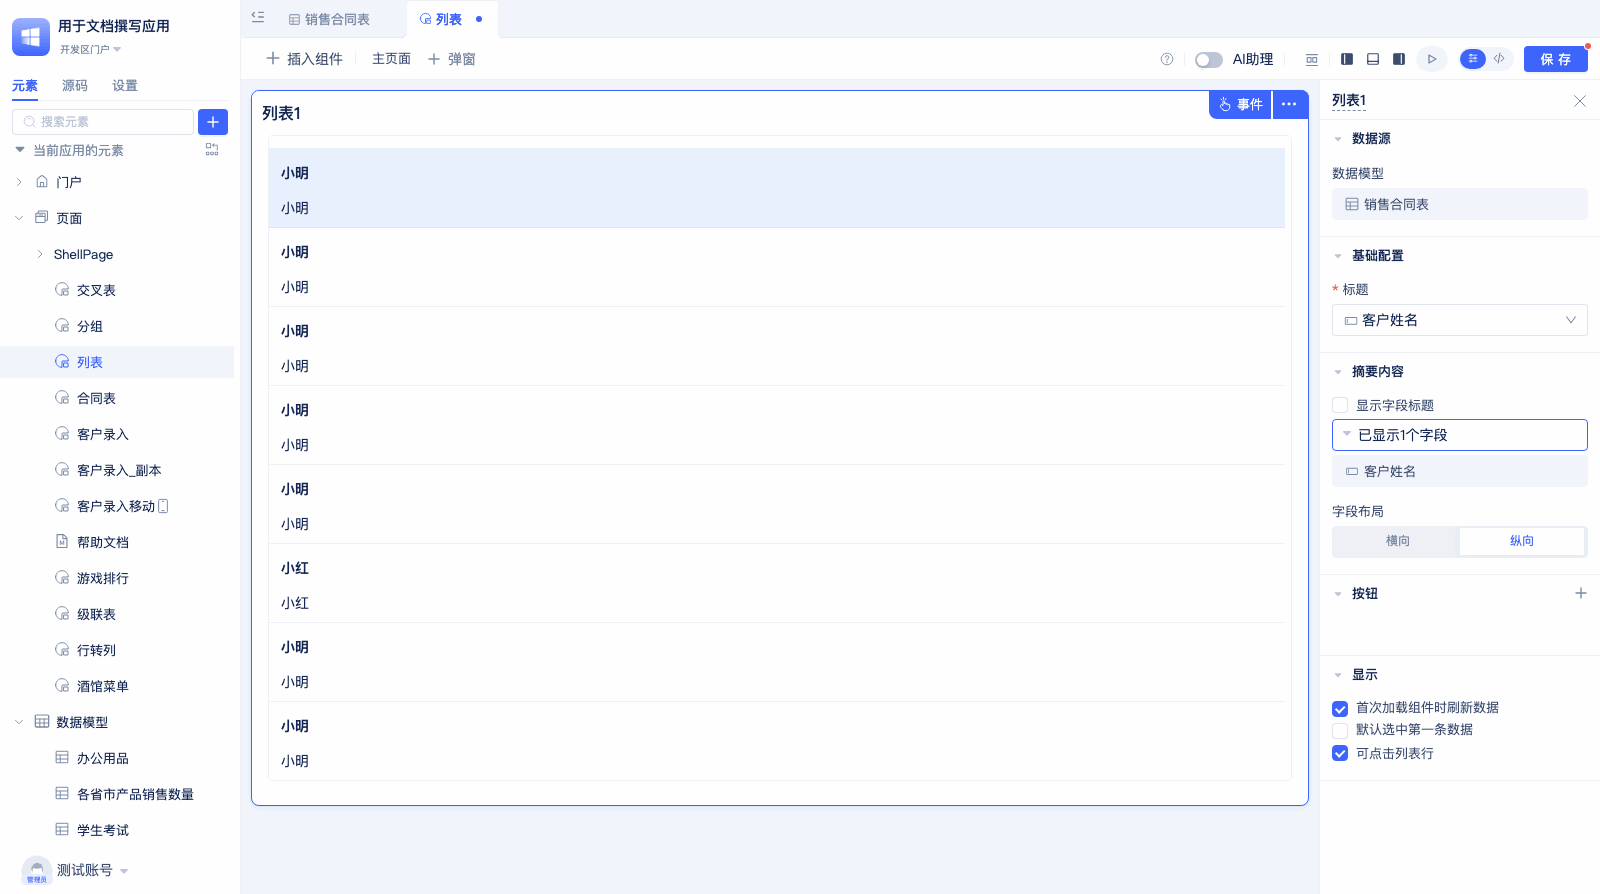 用于文档撰写应用
开发区门户
元素 源码 设置
搜索元素
当前应用的元素
门户
页面
ShellPage
交叉表
分组
列表
合同表
客户录入
客户录入_副本
客户录入移动
帮助文档
游戏排行
级联表
行转列
酒馆菜单
数据模型
办公用品
各省市产品销售数量
学生考试
管理员
测试账号
销售合同表 列表
插入组件 主页面 弹窗
AI助理
保 存
列表1
事件
小明
小明
小明
小明
小明
小明
小明
小明
小明
小明
小红
小红
小明
小明
小明
小明
列表1
数据源
数据模型
销售合同表
基础配置
* 标题
客户姓名
摘要内容
显示字段标题
已显示1个字段
客户姓名
字段布局
横向 纵向
按钮
显示
首次加载组件时刷新数据
默认选中第一条数据
可点击列表行